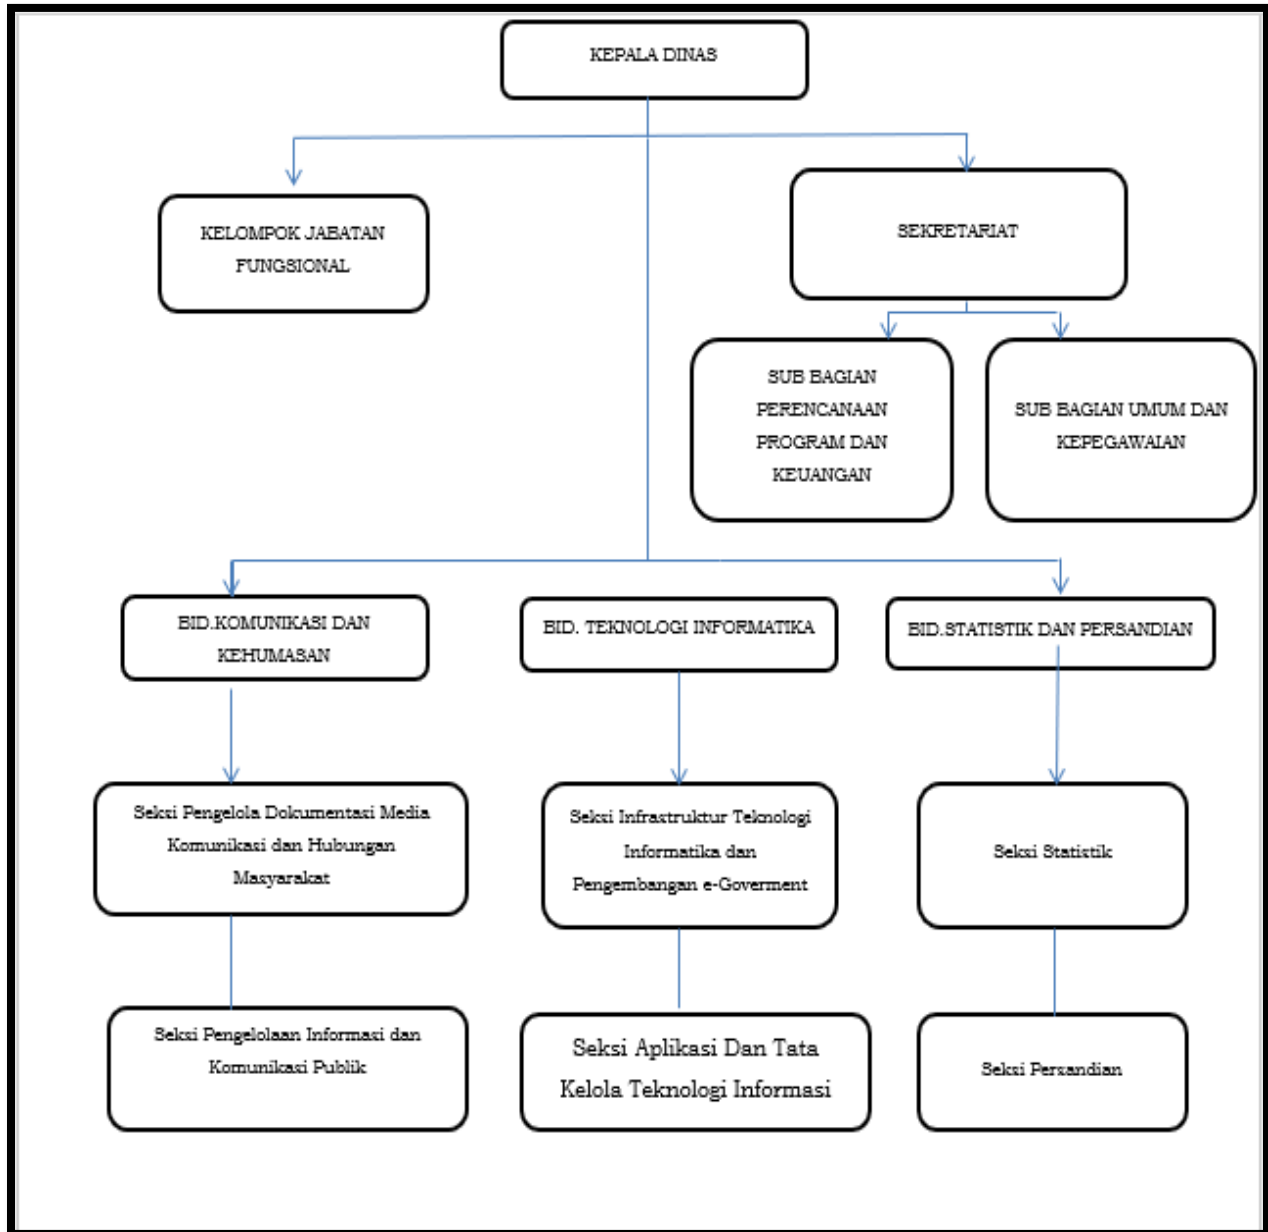 KEPALA DINAS
KELOMPOK JABATAN
FUNGSIONAL
SEKRETARIAT
SUB BAGIAN
PERENCANAAN
PROGRAM DAN
KEUANGAN
SUB BAGIAN UMUM DAN
KEPEGAWAIAN
BID.KOMUNIKASI DAN
KEHUMASAN
BID. TEKNOLOGI INFORMATIKA
BID.STATISTIK DAN PERSANDIAN
Seksi Pengelola Dokumentasi Media
Komunikasi dan Hubungan
Masyarakat
Seksi Infrastruktur Teknologi
Informatika dan
Pengembangan e-Goverment
Seksi Statistik
Seksi Pengelolaan Informasi dan
Komunikasi Publik
Seksi Aplikasi Dan Tata
Kelola Teknologi Informasi
Seksi Persandian